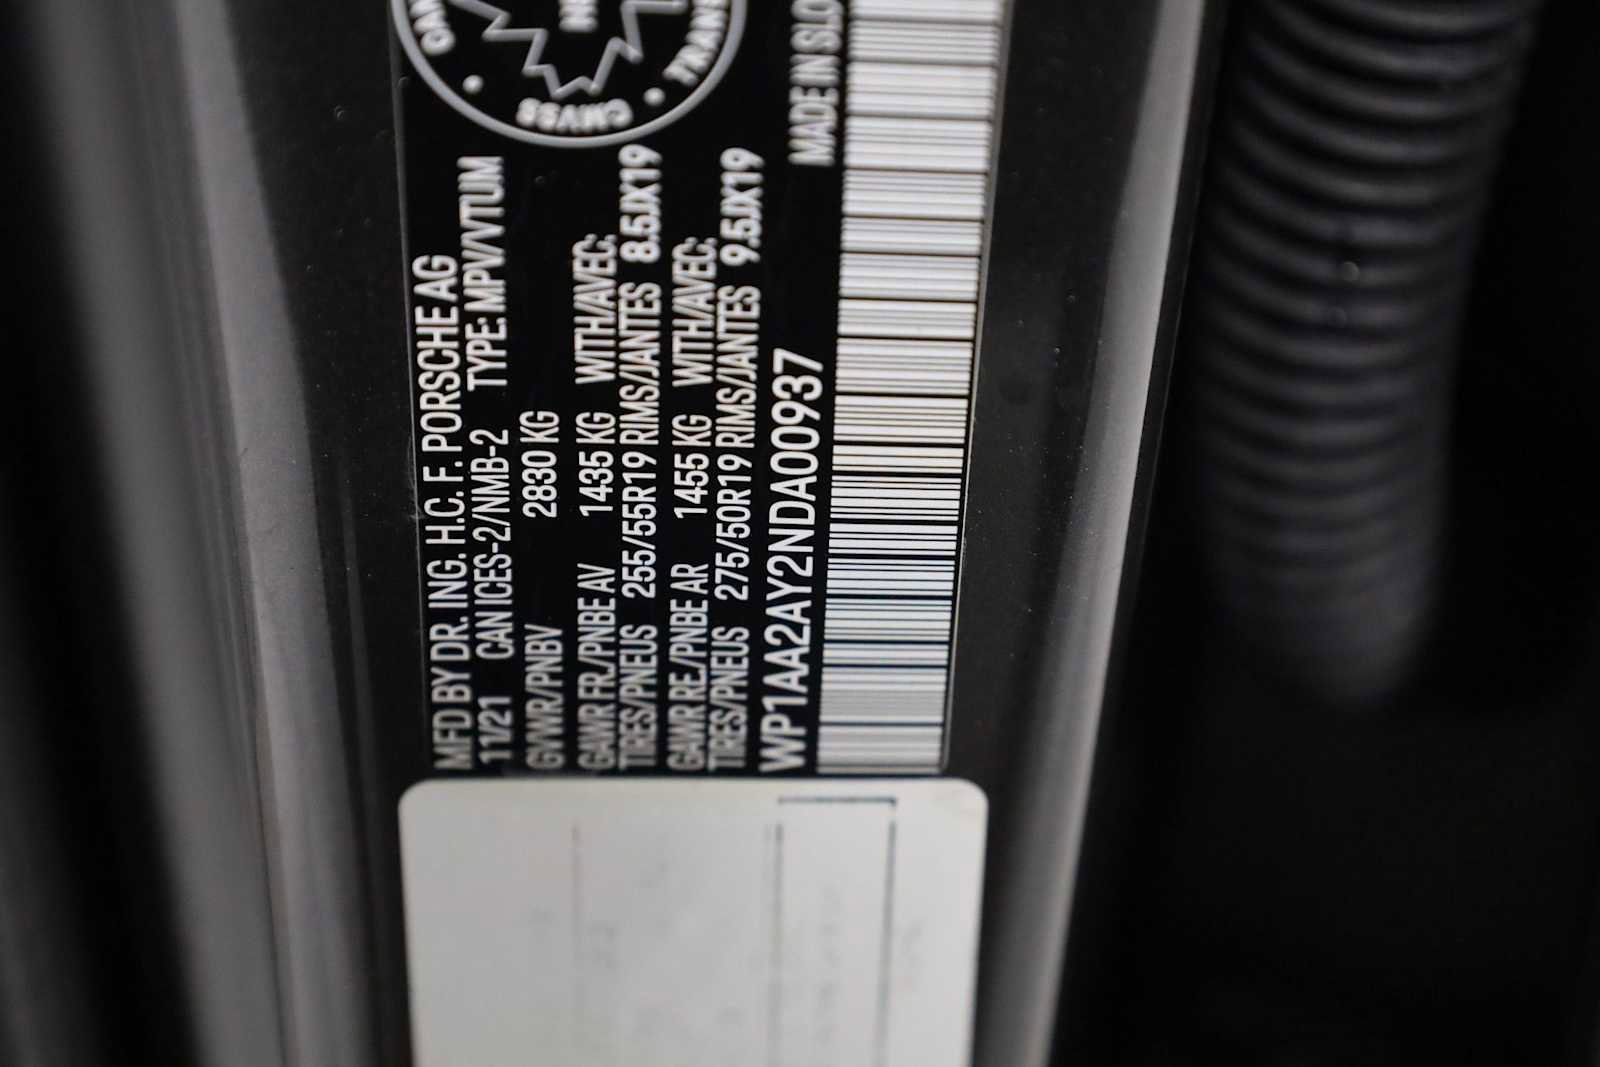 MFD BY DR. ING. H.C. F. PORSCHE AG
11/21 CAN ICES-2/NMB-2 TYPE: MPV/VTUM
GVWR/PNBV 2830 KG
GAWR FR./PNBE AV 1435 KG WITH/AVEC:
TIRES/PNEUS 255/55R19 RIMS/JANTES 8.5JX19
GAWR RE./PNBE AR 1455 KG WITH/AVEC:
TIRES/PNEUS 275/50R19 RIMS/JANTES 9.5JX19
WP1AA2AY2NDA00937
MADE IN SLO
CMVSS
TRANS